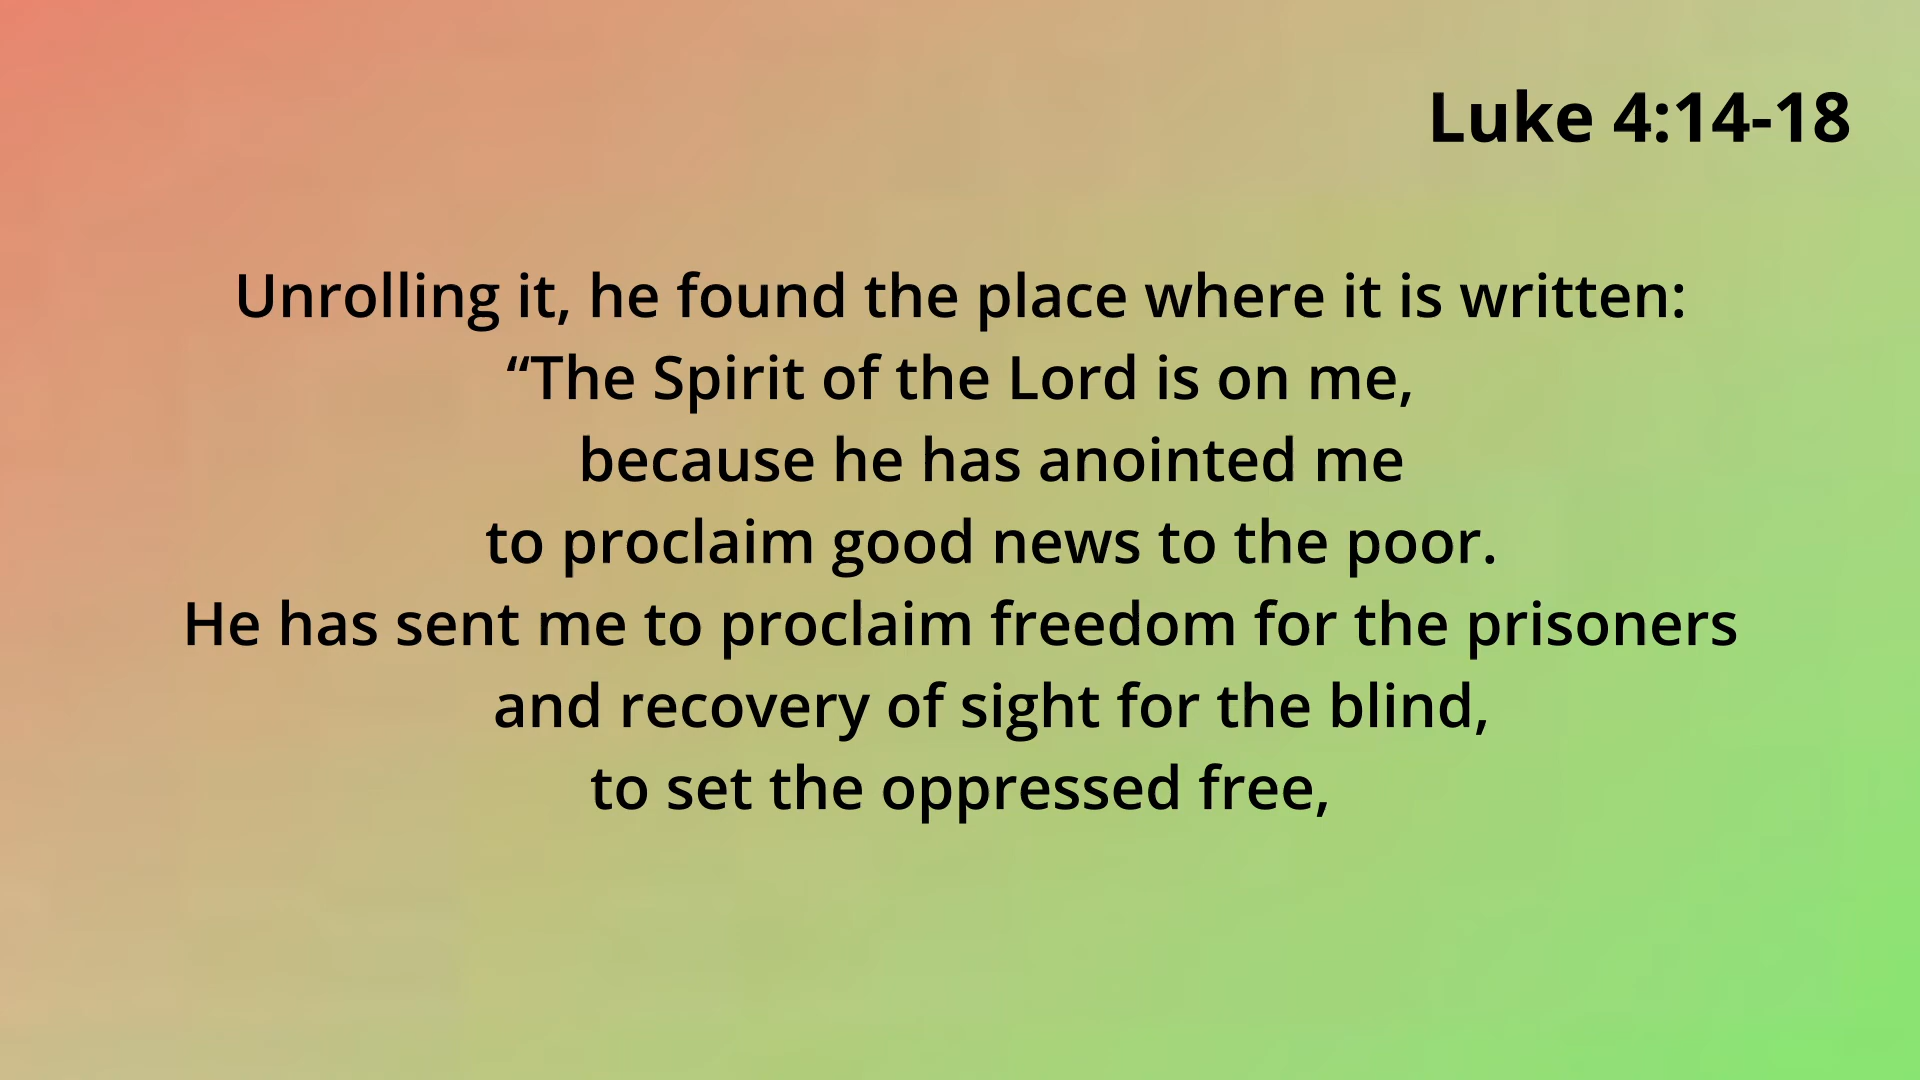 Luke 4:14-18
Unrolling it, he found the place where it is written:
“The Spirit of the Lord is on me,
because he has anointed me
to proclaim good news to the poor.
He has sent me to proclaim freedom for the prisoners
and recovery of sight for the blind,
to set the oppressed free,